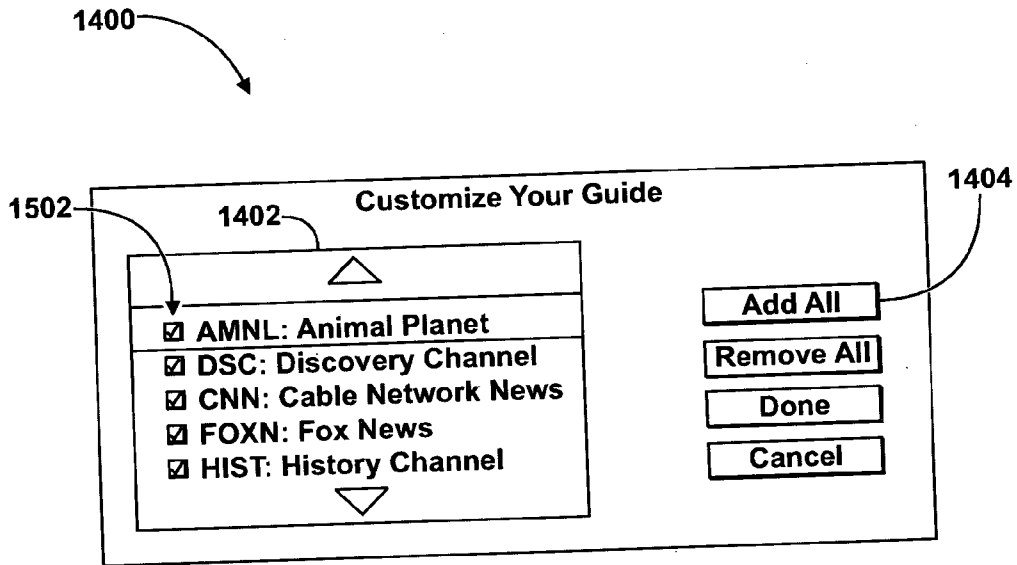 1400
1502
1402
Customize Your Guide
1404
☑ AMNL: Animal Planet
☑ DSC: Discovery Channel
☑ CNN: Cable Network News
☑ FOXN: Fox News
☑ HIST: History Channel
Add All
Remove All
Done
Cancel